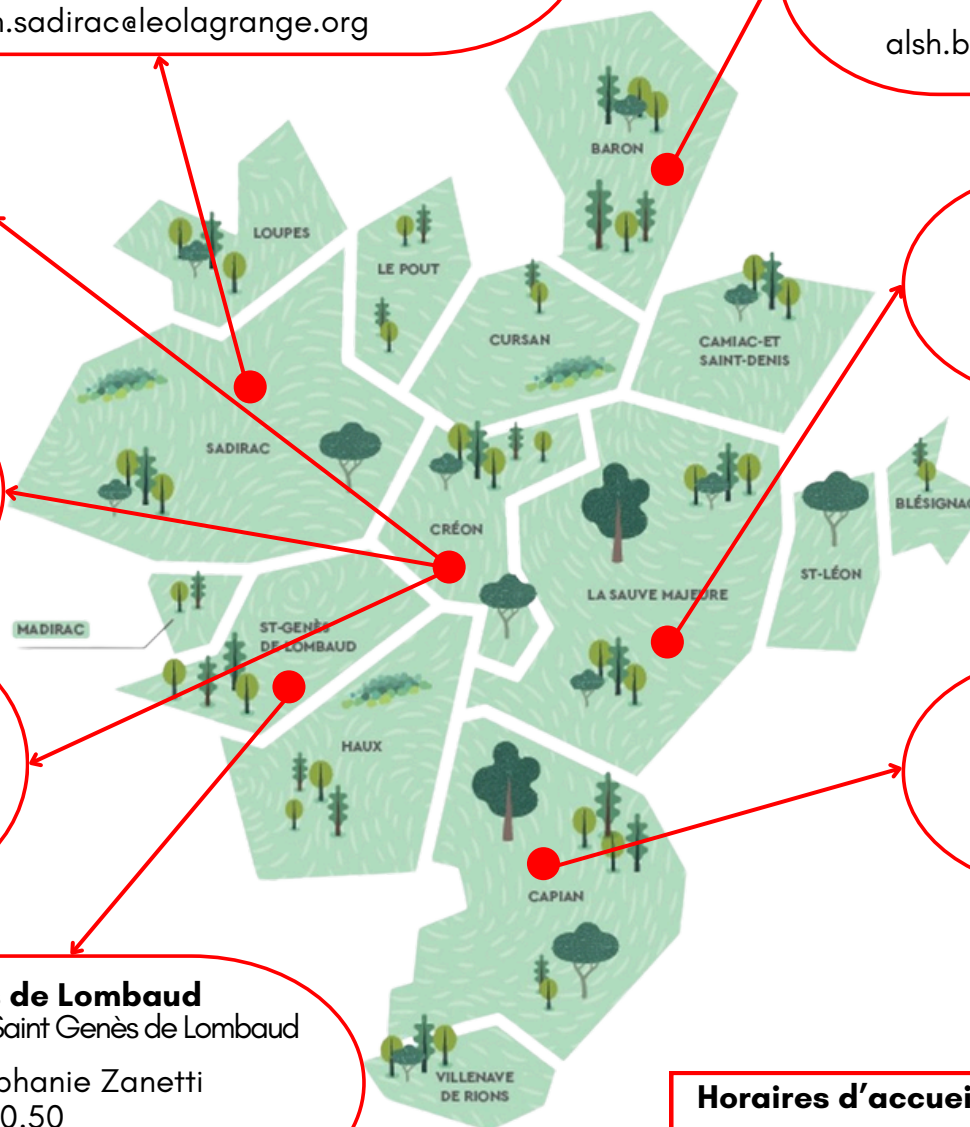 n.sadirac@leolagrange.org
alsh.b
BARON
LOUPES
LE POUT
CURSAN
CAMIAC-ET
SAINT-DENIS
SADIRAC
CRÉON
BLÉSIGNAC
ST-LÉON
LA SAUVE MAJEURE
MADIRAC
ST-GENÈS
DE LOMBAUD
HAUX
CAPIAN
de Lombaud
Saint Genès de Lombaud
phanie Zanetti
0.50
VILLENAVE
DE RIONS
Horaires d’accuei